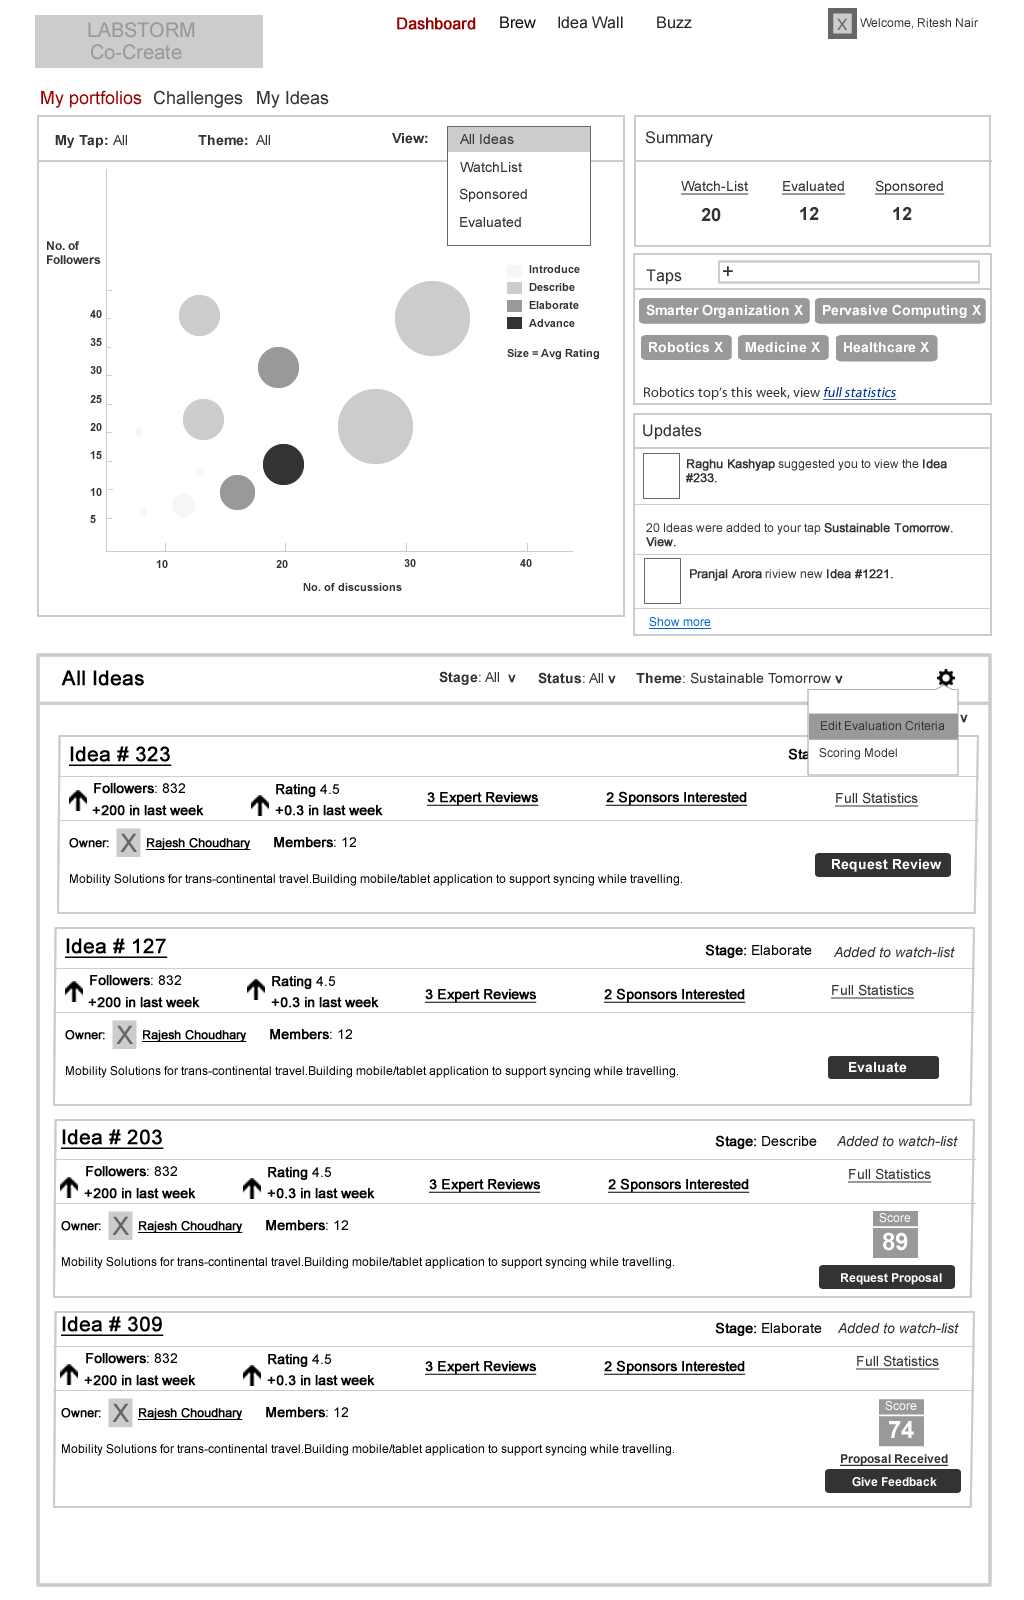 LABSTORM
Co-Create
Dashboard Brew Idea Wall Buzz
X Welcome, Ritesh Nair
My portfolios Challenges My Ideas
My Tap: All Theme: All View:
All Ideas
WatchList
Sponsored
Evaluated
No. of
Followers
Introduce
Describe
Elaborate
Advance
Size = Avg Rating
40
35
30
25
20
15
10
5
10 20 30 40
No. of discussions
Summary
Watch-List Evaluated Sponsored
20 12 12
Taps +
Smarter Organization X Pervasive Computing X
Robotics X Medicine X Healthcare X
Robotics top's this week, view full statistics
Updates
Raghu Kashyap suggested you to view the Idea
#233.
20 Ideas were added to your tap Sustainable Tomorrow.
View.
Pranjal Arora riview new Idea #1221.
Show more
All Ideas Stage: All v Status: All v Theme: Sustainable Tomorrow v
v
Edit Evaluation Criteria
Scoring Model
Idea # 323 Sta
Followers: 832 Rating 4.5
+200 in last week +0.3 in last week 3 Expert Reviews 2 Sponsors Interested Full Statistics
Owner: X Rajesh Choudhary Members: 12
Request Review
Mobility Solutions for trans-continental travel.Building mobile/tablet application to support syncing while travelling.
Idea # 127 Stage: Elaborate Added to watch-list
Followers: 832 Rating 4.5
+200 in last week +0.3 in last week 3 Expert Reviews 2 Sponsors Interested Full Statistics
Owner: X Rajesh Choudhary Members: 12
Mobility Solutions for trans-continental travel.Building mobile/tablet application to support syncing while travelling.
Evaluate
Idea # 203 Stage: Describe Added to watch-list
Followers: 832 Rating 4.5 Full Statistics
+200 in last week +0.3 in last week 3 Expert Reviews 2 Sponsors Interested
Owner: X Rajesh Choudhary Members: 12
Score
89
Mobility Solutions for trans-continental travel.Building mobile/tablet application to support syncing while travelling.
Request Proposal
Idea # 309 Stage: Elaborate Added to watch-list
Followers: 832 Rating 4.5 Full Statistics
+200 in last week +0.3 in last week 3 Expert Reviews 2 Sponsors Interested
Owner: X Rajesh Choudhary Members: 12
Score
74
Mobility Solutions for trans-continental travel.Building mobile/tablet application to support syncing while travelling.
Proposal Received
Give Feedback